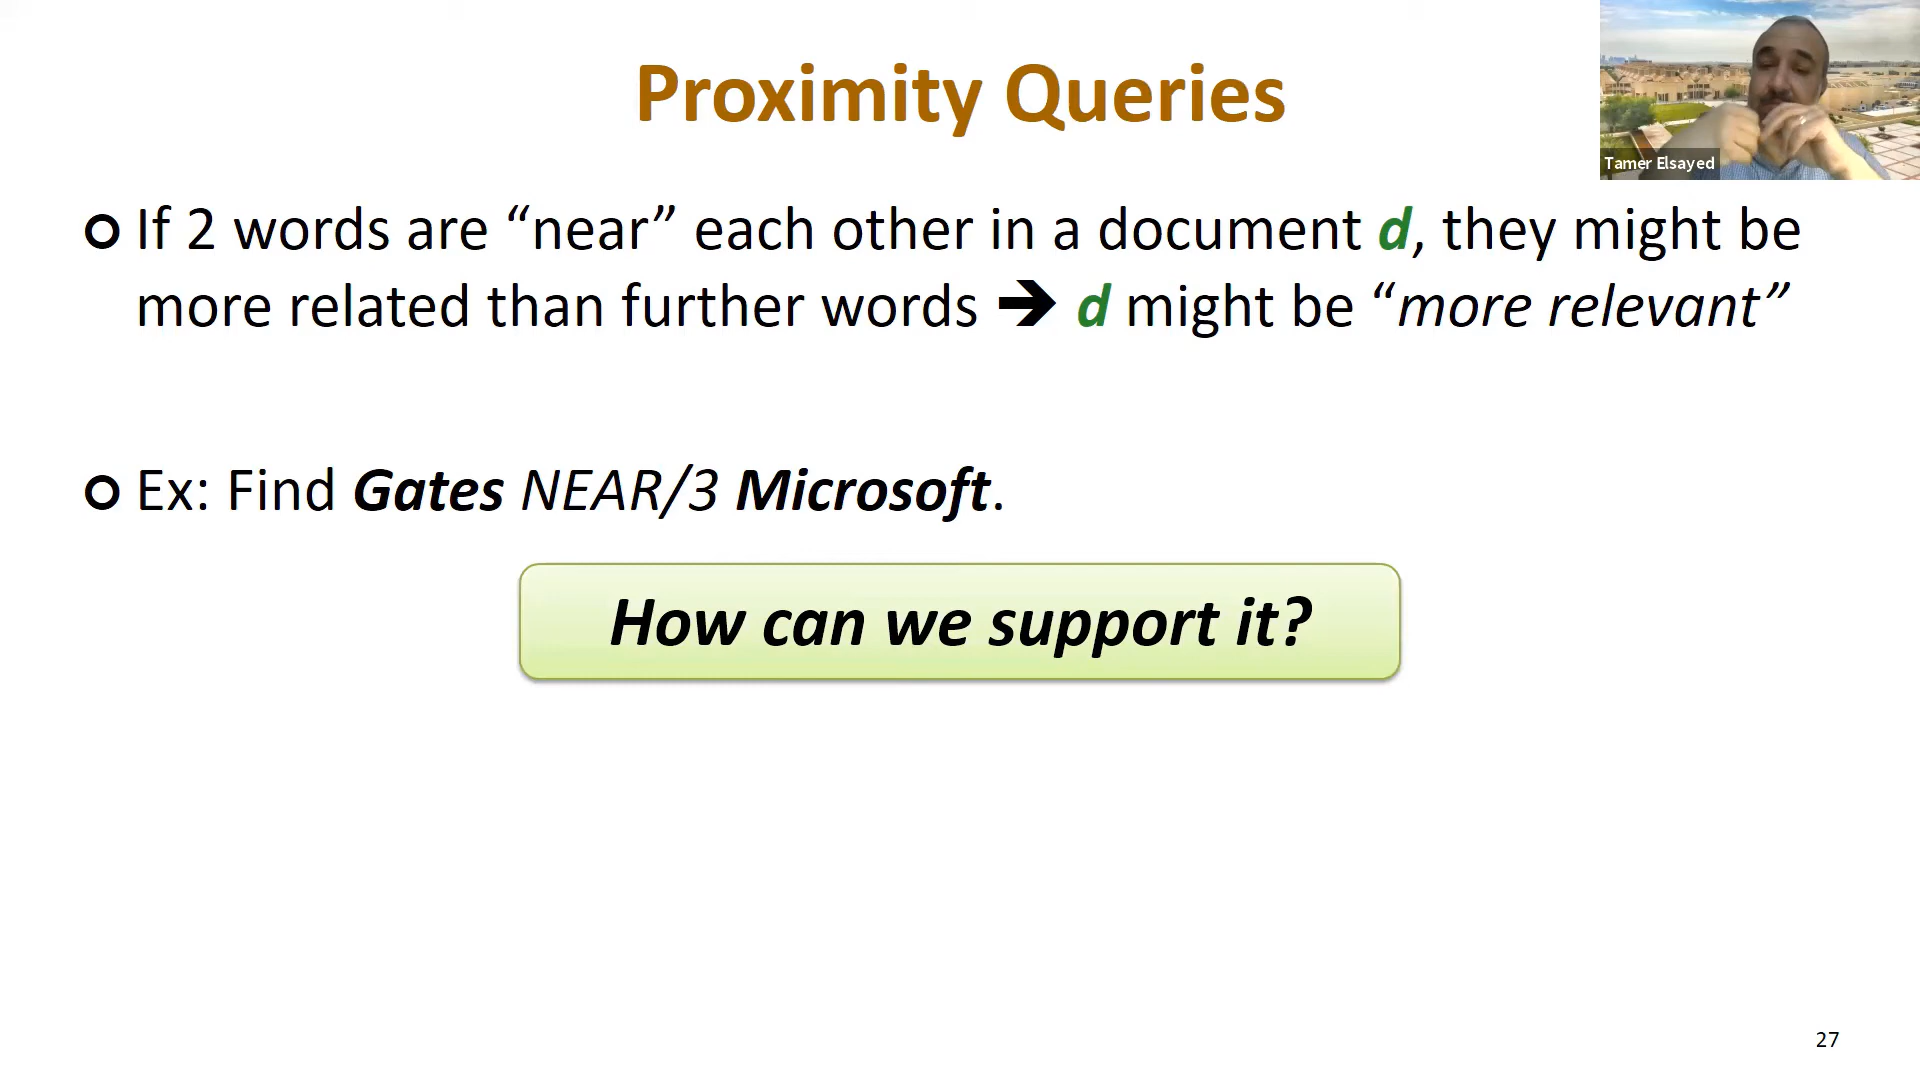 Proximity Queries
Tamer Elsayed
If 2 words are “near” each other in a document d, they might be
more related than further words ➔ d might be “more relevant”
Ex: Find Gates NEAR/3 Microsoft.
How can we support it?
27